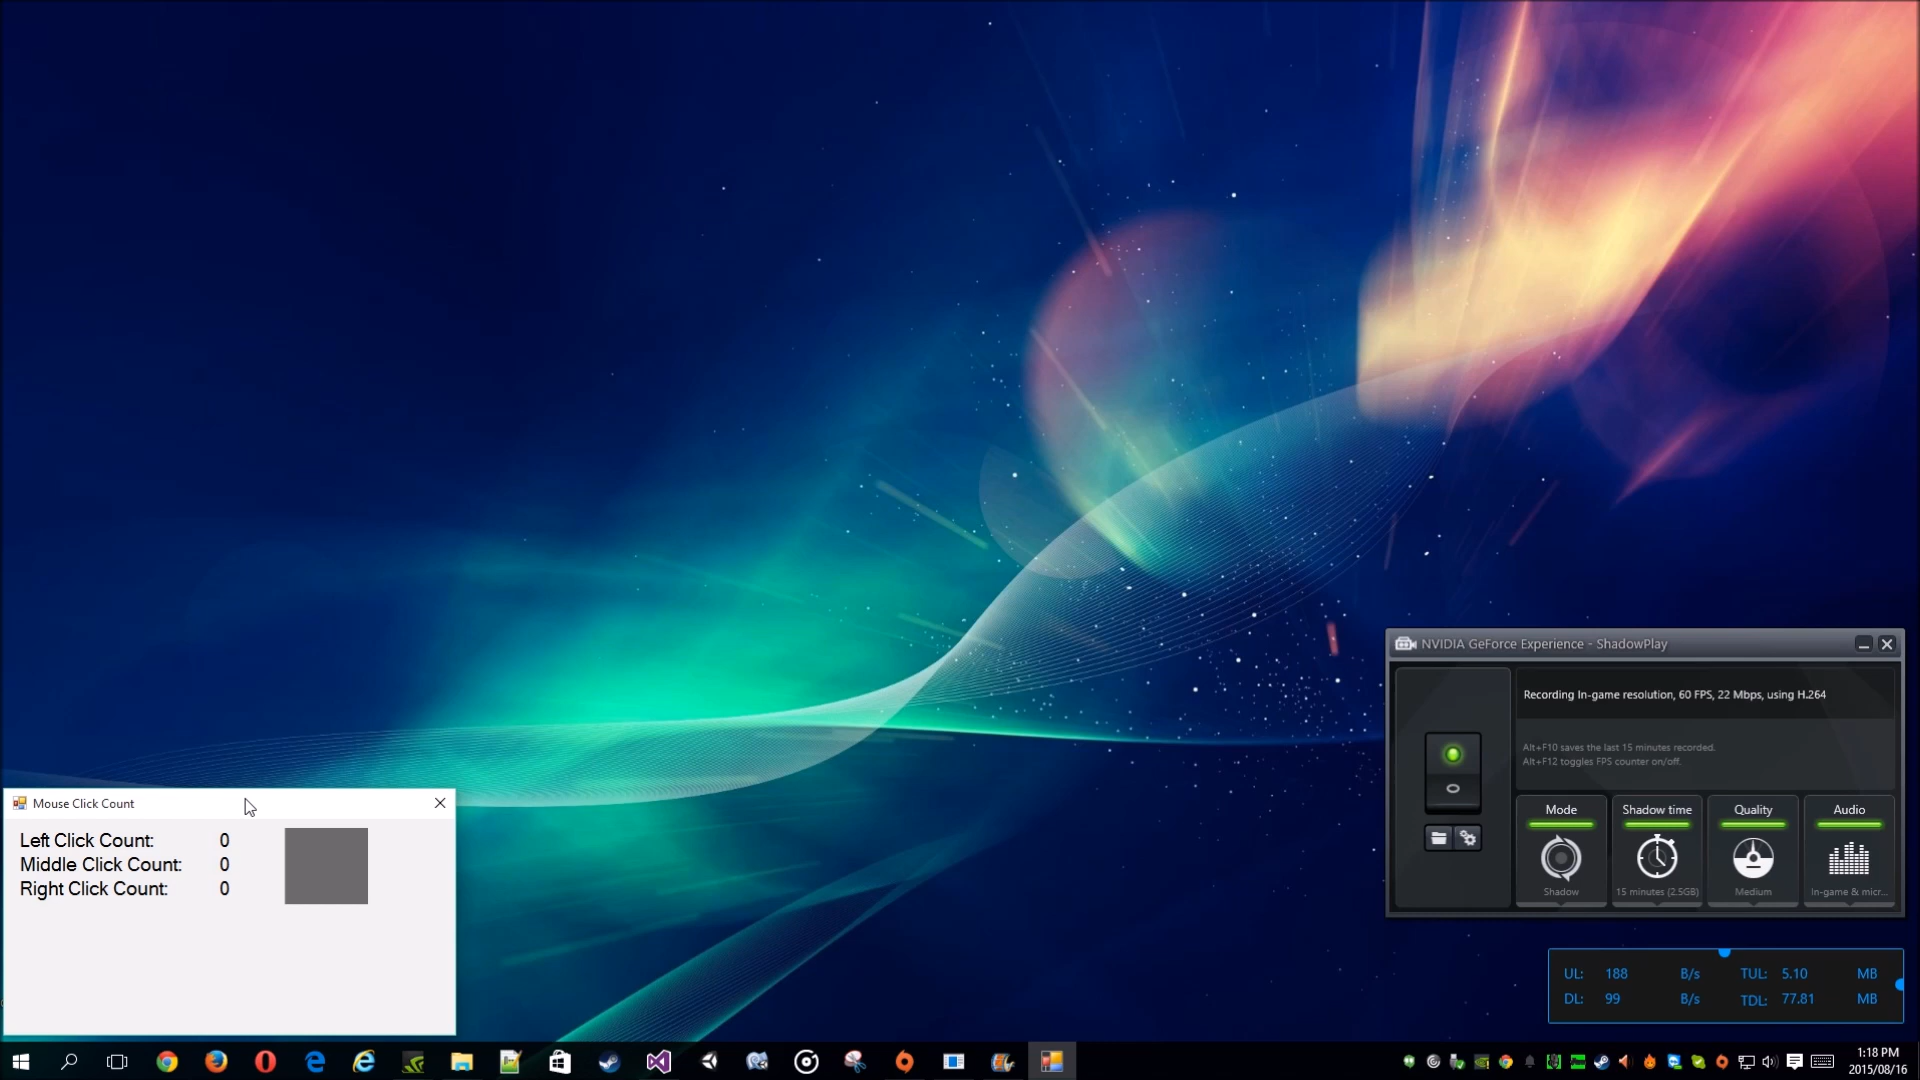 NVIDIA GeForce Experience - ShadowPlay
Recording In-game resolution, 60 FPS, 22 Mbps, using H.264
Alt+F10 saves the last 15 minutes recorded.
Alt+F12 toggles FPS counter on/off.
Mode
Shadow time
Quality
Audio
Shadow
15 minutes (2.5GB)
Medium
In-game & micr...
Mouse Click Count
Left Click Count: 0
Middle Click Count: 0
Right Click Count: 0
UL: 188 B/s TUL: 5.10 MB
DL: 99 B/s TDL: 77.81 MB
1:18 PM
2015/08/16